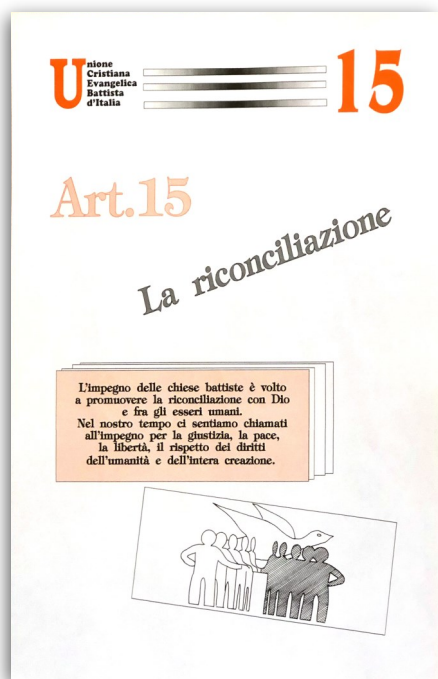 Unione
Cristiana
Evangelica
Battista
d'Italia
15
Art.15
La riconciliazione
L'impegno delle chiese battiste è volto
a promuovere la riconciliazione con Dio
e fra gli esseri umani.
Nel nostro tempo ci sentiamo chiamati
all'impegno per la giustizia, la pace,
la libertà, il rispetto dei diritti
dell'umanità e dell'intera creazione.